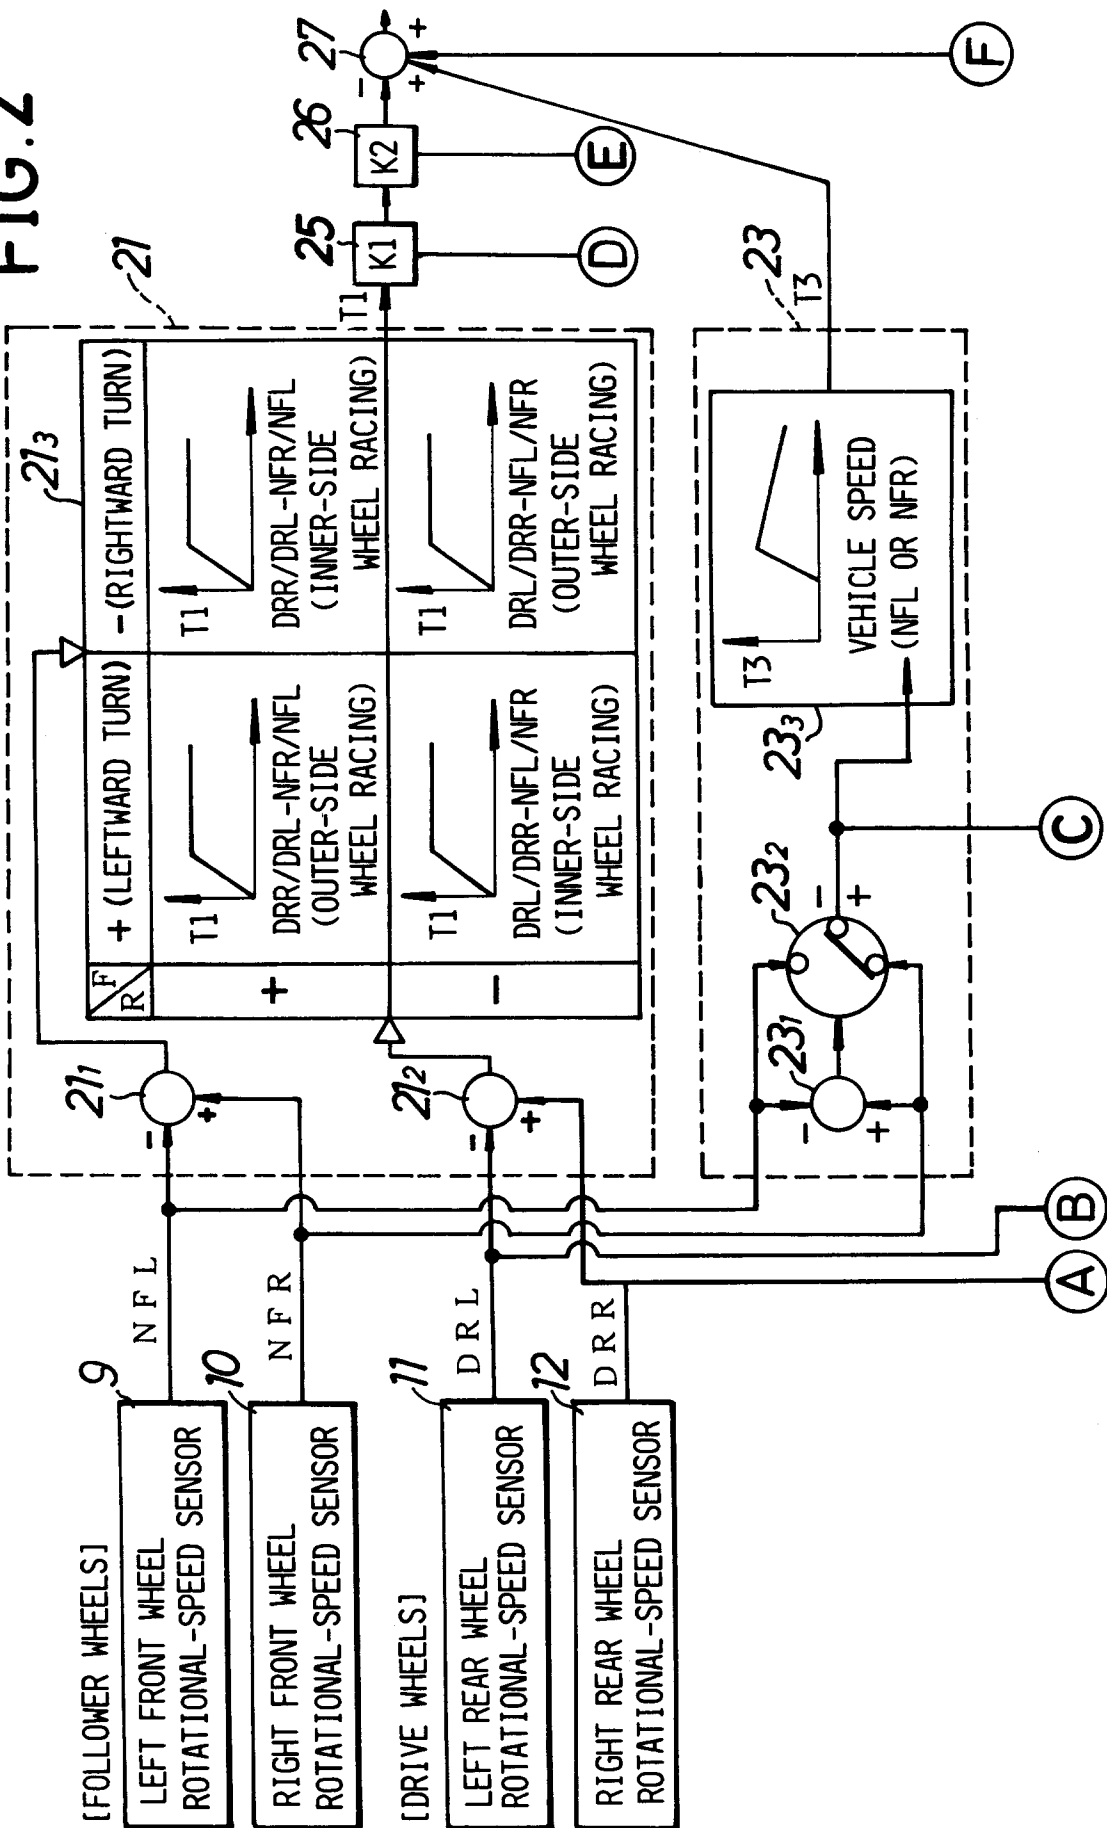 FIG.2
[FOLLOWER WHEELS]
9
LEFT FRONT WHEEL
ROTATIONAL-SPEED SENSOR
NFL
10
RIGHT FRONT WHEEL
ROTATIONAL-SPEED SENSOR
NFR
[DRIVE WHEELS]
11
LEFT REAR WHEEL
ROTATIONAL-SPEED SENSOR
DRL
12
RIGHT REAR WHEEL
ROTATIONAL-SPEED SENSOR
DRR
21
21₁
-
+
21₂
-
+
21₃
F
R
+(LEFTWARD TURN)
-(RIGHTWARD TURN)
+
T1
DRR/DRL-NFR/NFL
(OUTER-SIDE
WHEEL RACING)
T1
DRR/DRL-NFR/NFL
(INNER-SIDE
WHEEL RACING)
-
T1
DRL/DRR-NFL/NFR
(INNER-SIDE
WHEEL RACING)
T1
DRL/DRR-NFL/NFR
(OUTER-SIDE
WHEEL RACING)
T1
25
K1
26
K2
27
-
+
+
D
E
F
23
23₁
-
+
23₂
-
+
23₃
T3
VEHICLE SPEED
(NFL OR NFR)
T3
A
B
C